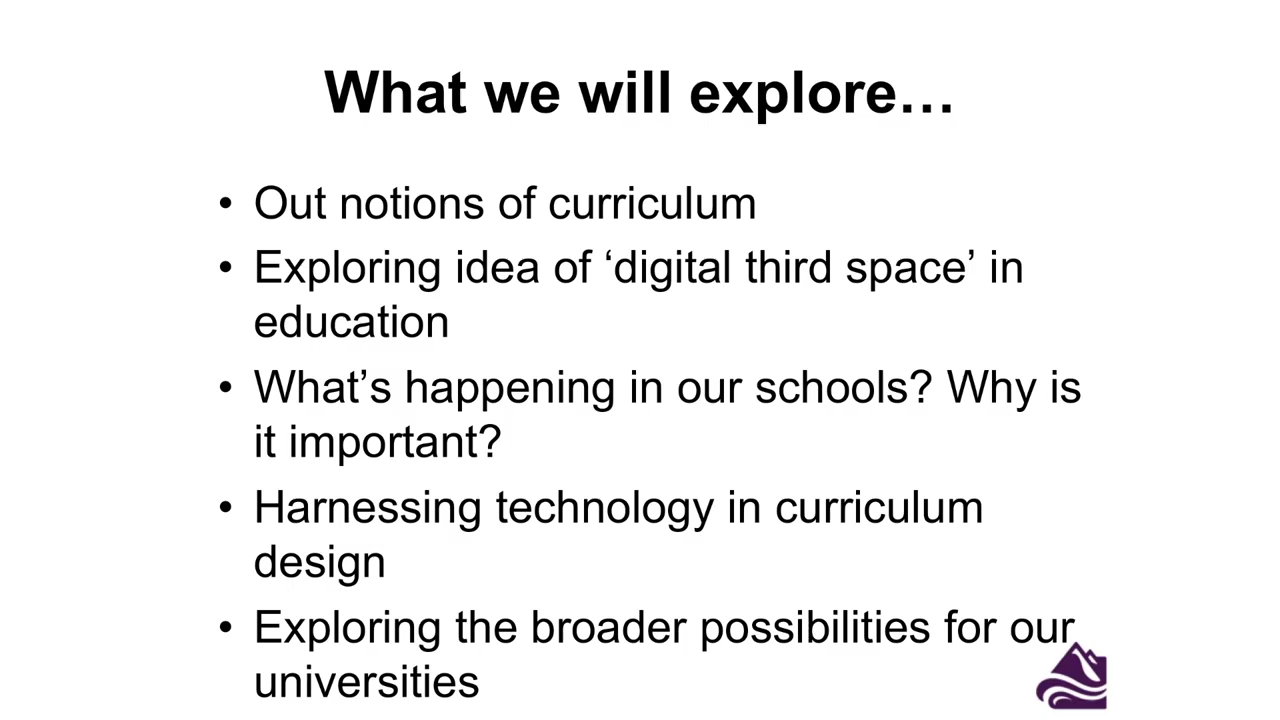 What we will explore…
• Out notions of curriculum
• Exploring idea of ‘digital third space’ in
education
• What’s happening in our schools? Why is
it important?
• Harnessing technology in curriculum
design
• Exploring the broader possibilities for our
universities